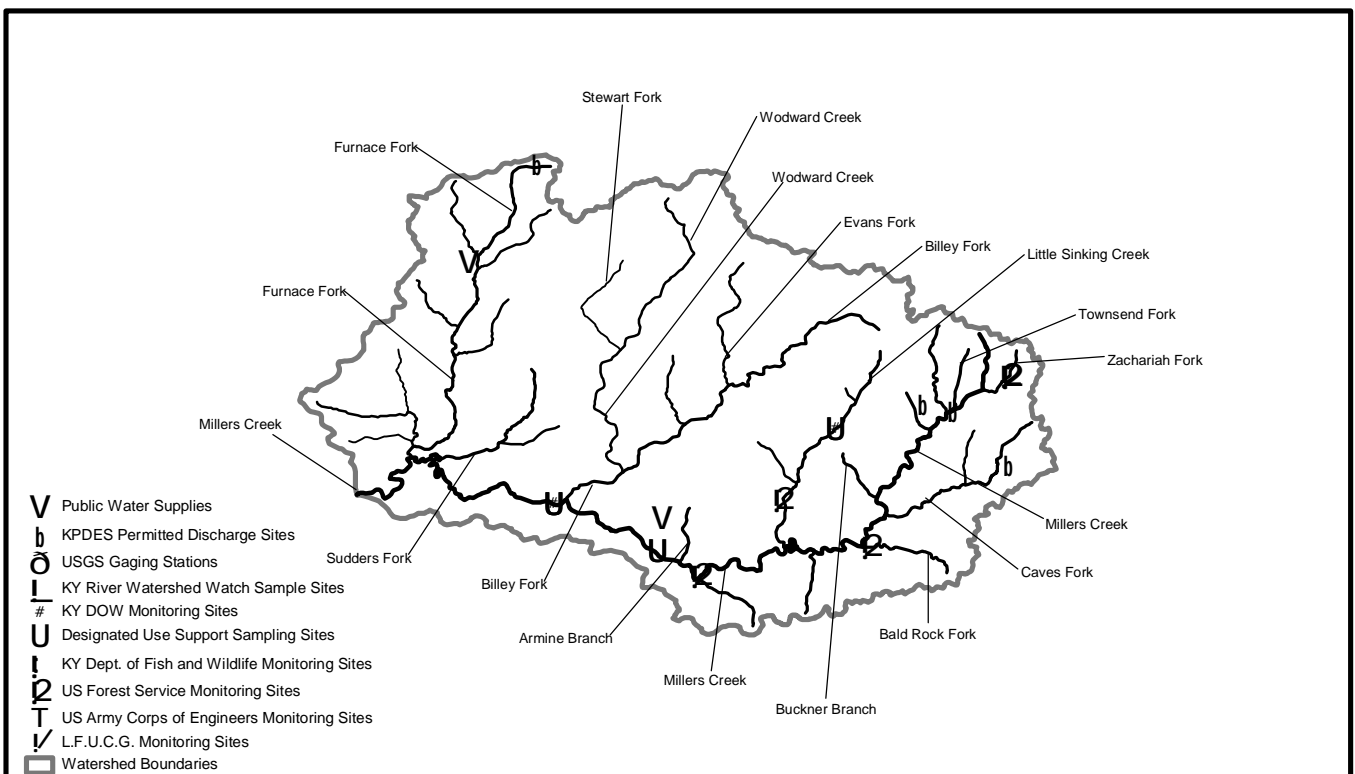 Stewart Fork
Wodward Creek
Furnace Fork
b
Wodward Creek
Evans Fork
Billey Fork
Little Sinking Creek
V
Furnace Fork
Townsend Fork
Zachariah Fork
Millers Creek
b
b
#
U
b
V Public Water Supplies
b KPDES Permitted Discharge Sites
ð USGS Gaging Stations
L KY River Watershed Watch Sample Sites
# KY DOW Monitoring Sites
U Designated Use Support Sampling Sites
KY Dept. of Fish and Wildlife Monitoring Sites
US Forest Service Monitoring Sites
T US Army Corps of Engineers Monitoring Sites
L.F.U.C.G. Monitoring Sites
Watershed Boundaries
#
U
V
U
Sudders Fork
Billey Fork
Armine Branch
Millers Creek
Buckner Branch
Bald Rock Fork
Caves Fork
Millers Creek